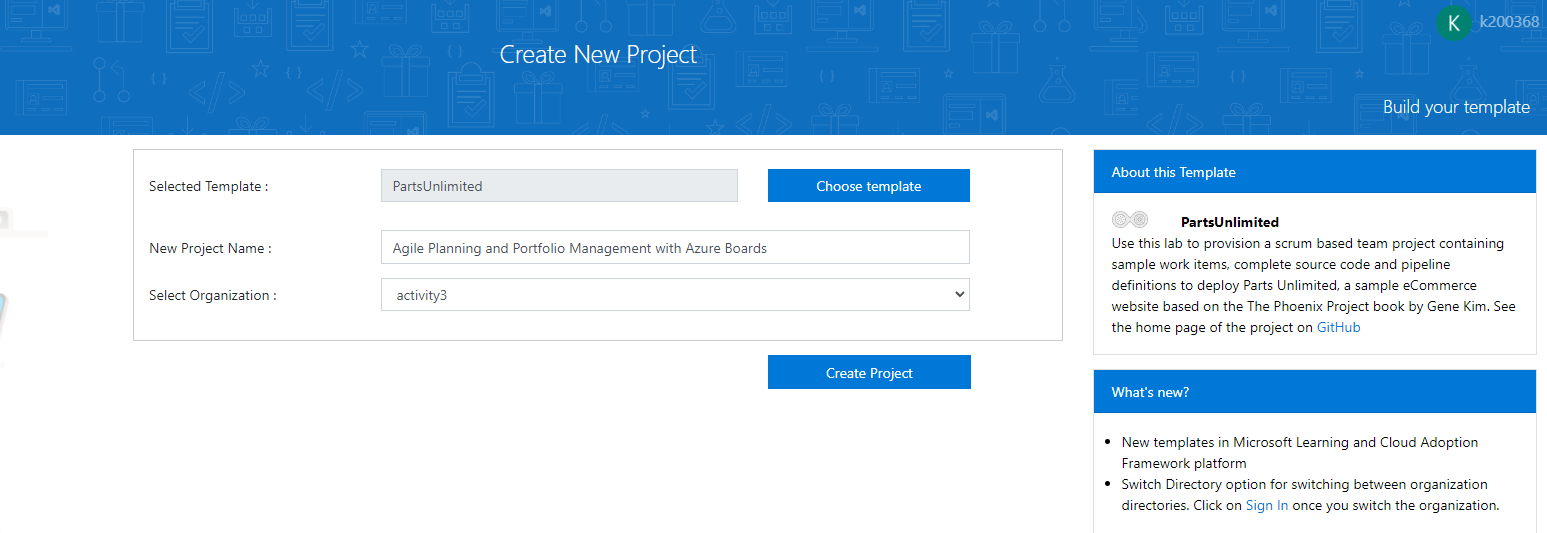 K k200368
Create New Project
Build your template
Selected Template :
PartsUnlimited
Choose template
New Project Name :
Agile Planning and Portfolio Management with Azure Boards
Select Organization :
activity3
Create Project
About this Template
PartsUnlimited
Use this lab to provision a scrum based team project containing
sample work items, complete source code and pipeline
definitions to deploy Parts Unlimited, a sample eCommerce
website based on the The Phoenix Project book by Gene Kim. See
the home page of the project on GitHub
What's new?
New templates in Microsoft Learning and Cloud Adoption
Framework platform
Switch Directory option for switching between organization
directories. Click on Sign In once you switch the organization.